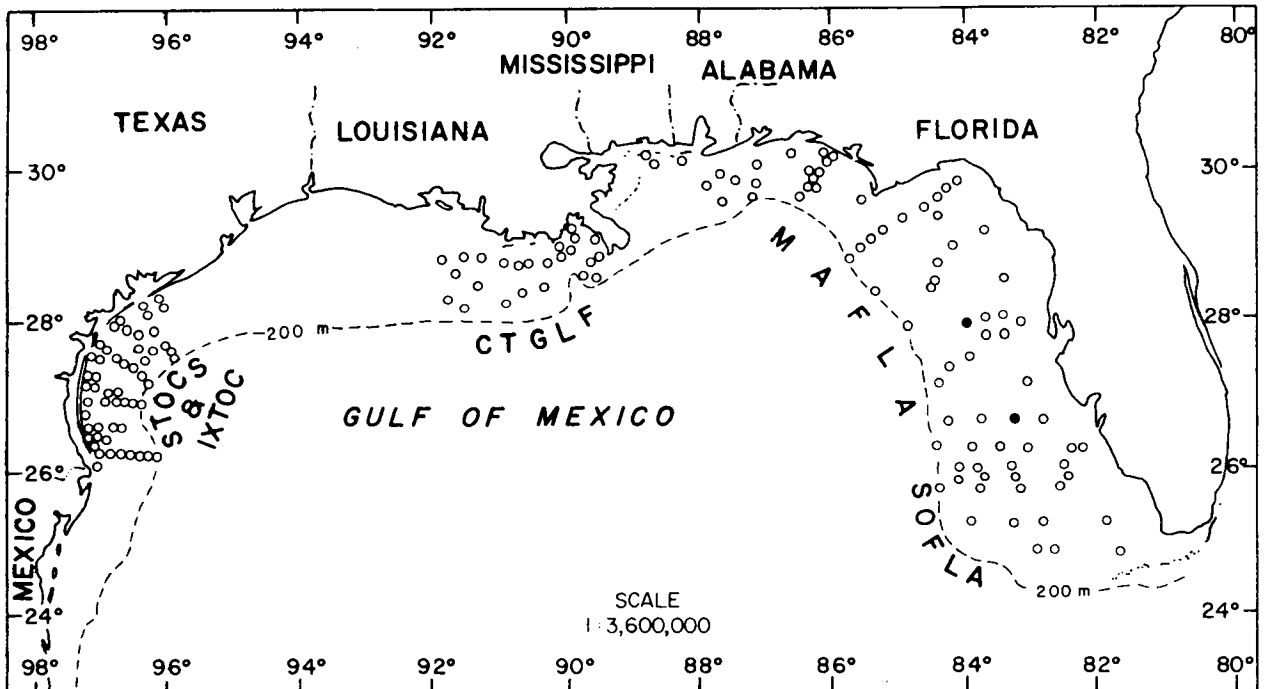 98° 96° 94° 92° 90° 88° 86° 84° 82° 80°
MISSISSIPPI ALABAMA
TEXAS LOUISIANA FLORIDA
30° 30°
28° 28°
26° 26°
24° 24°
200 m
CTGLF
MAFLA
STOCS
&
IXTOC
GULF OF MEXICO
SOFLA
MEXICO
200 m
SCALE
1:3,600,000
98° 96° 94° 92° 90° 88° 86° 84° 82° 80°